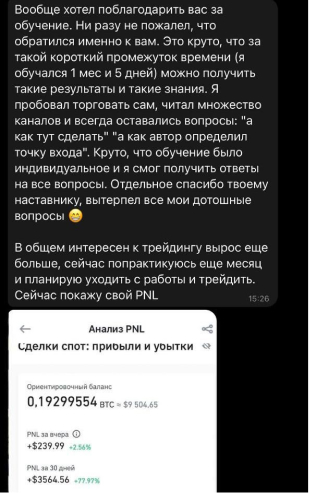 Вообще хотел поблагодарить вас за
обучение. Ни разу не пожалел, что
обратился именно к вам. Это круто, что за
такой короткий промежуток времени (я
обучался 1 мес и 5 дней) можно получить
такие результаты и такие знания. Я
пробовал торговать сам, читал множество
каналов и всегда оставались вопросы: "а
как тут сделать" "а как автор определил
точку входа". Круто, что обучение было
индивидуальное и я смог получить ответы
на все вопросы. Отдельное спасибо твоему
наставнику, вытерпел все мои дотошные
вопросы 😁
В общем интересен к трейдингу вырос еще
больше, сейчас попрактикуюсь еще месяц
и планирую уходить с работы и трейдить.
Сейчас покажу свой PNL
15:26
Анализ PNL
Сделки спот: прибыли и убытки
Ориентировочный баланс
0,19299554 BTC ≈ $9 504.65
PNL за вчера
+$239.99 +2.56%
PNL за 30 дней
+$3564.56 +77.97%